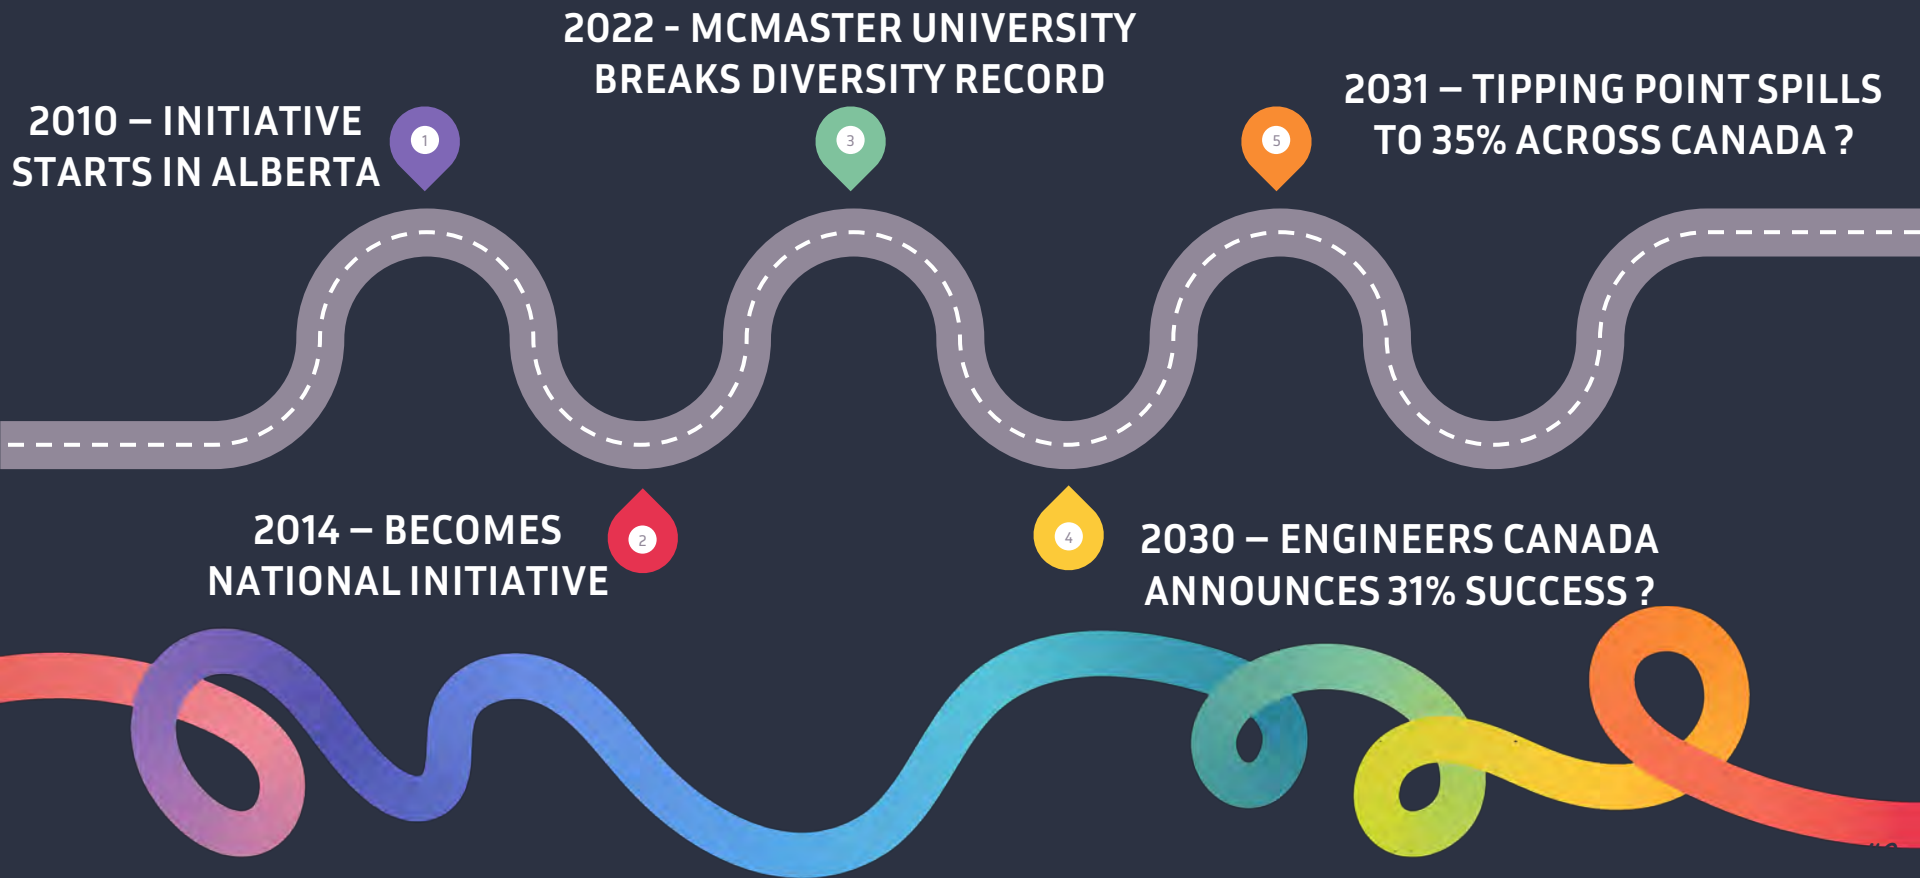 2010 – INITIATIVE
STARTS IN ALBERTA
1
2022 - MCMASTER UNIVERSITY
BREAKS DIVERSITY RECORD
3
5
2031 – TIPPING POINT SPILLS
TO 35% ACROSS CANADA ?
2014 – BECOMES
NATIONAL INITIATIVE
2
4
2030 – ENGINEERS CANADA
ANNOUNCES 31% SUCCESS ?